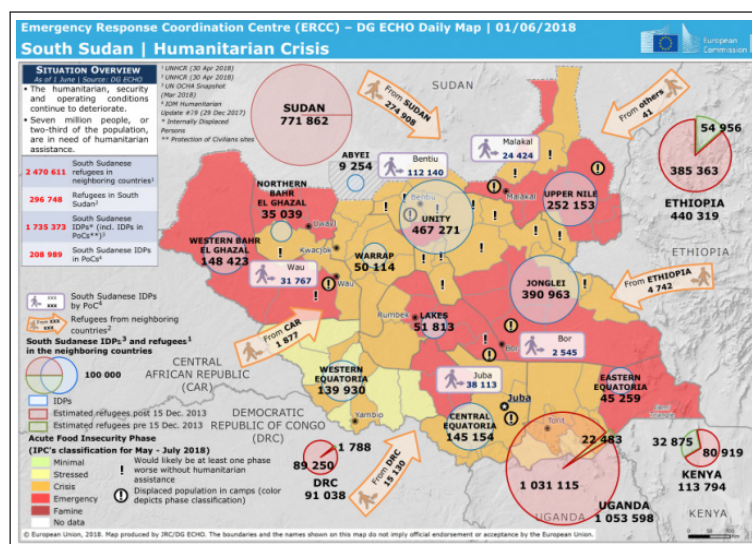 Emergency Response Coordination Centre (ERCC) – DG ECHO Daily Map | 01/06/2018
South Sudan | Humanitarian Crisis
European
Commission
SITUATION OVERVIEW
As of 1 June | Source: DG ECHO
• The humanitarian, security
and operating conditions
continue to deteriorate.
• Seven million people, or
two-third of the population,
are in need of humanitarian
assistance.
2 470 611
South Sudanese
refugees in
neighboring countries¹
296 748
Refugees in South
Sudan²
1 735 373
South Sudanese
IDPs* (incl. IDPs in
PoCs**)³
208 989
South Sudanese IDPs
in PoCs⁴
¹ UNHCR (30 Apr 2018)
² UNHCR (30 Apr 2018)
³ UN OCHA Snapshot
(Mar 2018)
⁴ IOM Humanitarian
Update #79 (29 Dec 2017)
* Internally Displaced
Persons
** Protection of Civilians sites
SUDAN
771 862
SUDAN
From SUDAN
274 908
From others
41
54 956
385 363
ETHIOPIA
440 319
ETHIOPIA
From ETHIOPIA
4 742
ABYEI
9 254
Bentiu
112 140
Bentiu
Malakal
24 424
Malakal
NORTHERN
BAHR
EL GHAZAL
35 039
UNITY
467 271
UPPER NILE
252 153
WESTERN BAHR
EL GHAZAL
148 423
Kwacjok
WARRAP
50 114
Wau
31 767
Wau
JONGLEI
390 963
Rumbek
LAKES
51 813
Bor
Bor
2 545
From CAR
1 877
CENTRAL
AFRICAN REPUBLIC
(CAR)
WESTERN
EQUATORIA
139 930
Yambio
Juba
38 113
Juba
CENTRAL
EQUATORIA
145 154
EASTERN
EQUATORIA
45 259
Torit
DEMOCRATIC
REPUBLIC OF CONGO
(DRC)
1 788
89 250
DRC
91 038
From DRC
15 130
22 483
1 031 115
UGANDA
1 053 598
UGANDA
32 875
80 919
KENYA
113 794
KENYA
xxx
xxx
South Sudanese IDPs
by PoC⁴
From xxx
xxx
Refugees from neighboring
countries²
South Sudanese IDPs³ and refugees¹
in the neighboring countries
100 000
IDPs
Estimated refugees post 15 Dec. 2013
Estimated refugees pre 15 Dec. 2013
Acute Food Insecurity Phase
(IPC's classification for May - July 2018)
Minimal
Stressed
Crisis
Emergency
Famine
No data
! Would likely be at least one phase
worse without humanitarian
assistance
! Displaced population in camps (color
depicts phase classification)
© European Union, 2018. Map produced by JRC/DG ECHO. The boundaries and the names shown on this map do not imply official endorsement or acceptance by the European Union.